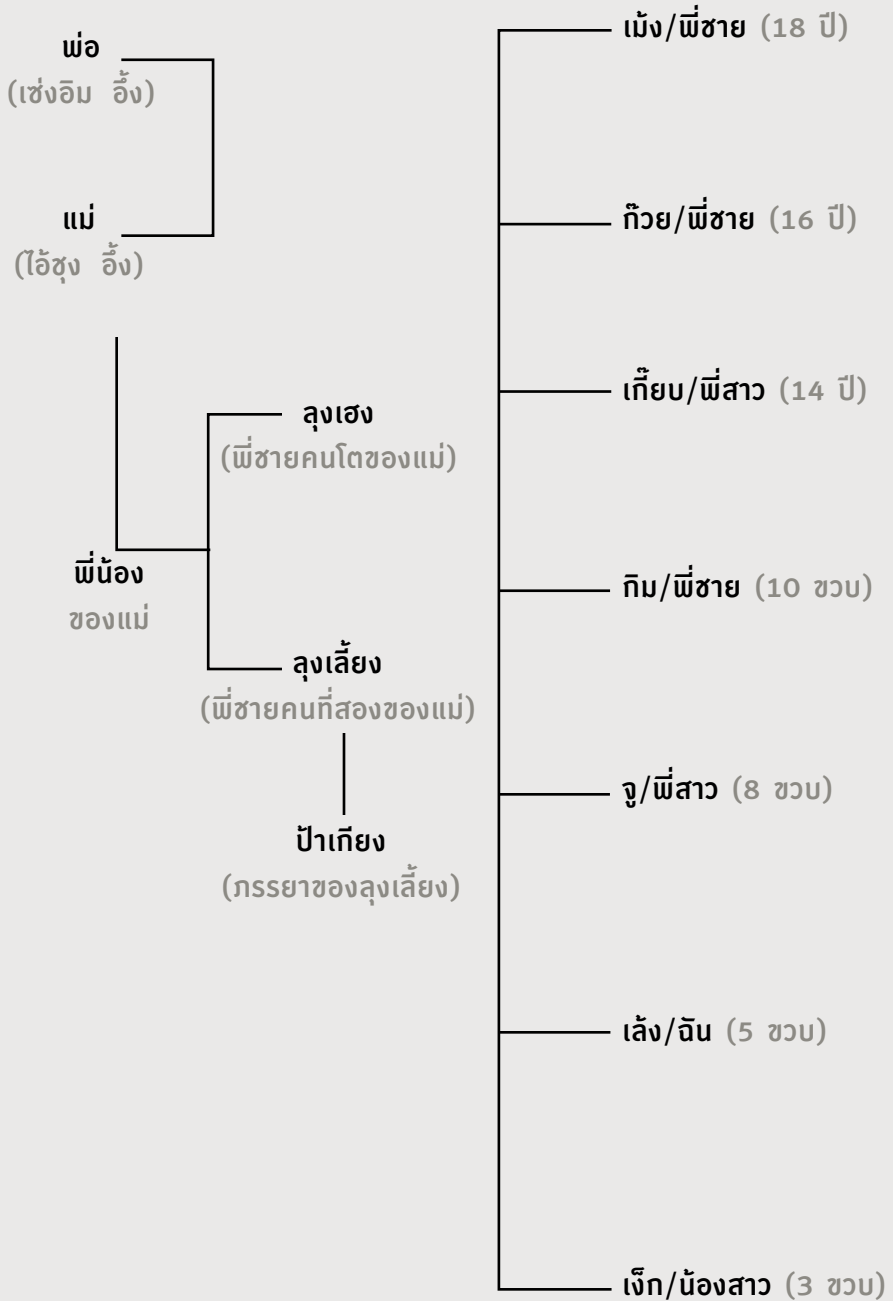 พ่อ
(เซ่งอิม อึ้ง)
แม่
(ไอ้ชุง อึ้ง)
ลุงเฮง
(พี่ชายคนโตของแม่)
พี่น้อง
ของแม่
ลุงเลี้ยง
(พี่ชายคนที่สองของแม่)
ป้าเกียง
(ภรรยาของลุงเลี้ยง)
เม้ง/พี่ชาย (18 ปี)
ก๊วย/พี่ชาย (16 ปี)
เกี๊ยบ/พี่สาว (14 ปี)
กิม/พี่ชาย (10 ขวบ)
จู/พี่สาว (8 ขวบ)
เล้ง/ฉัน (5 ขวบ)
เง็ก/น้องสาว (3 ขวบ)